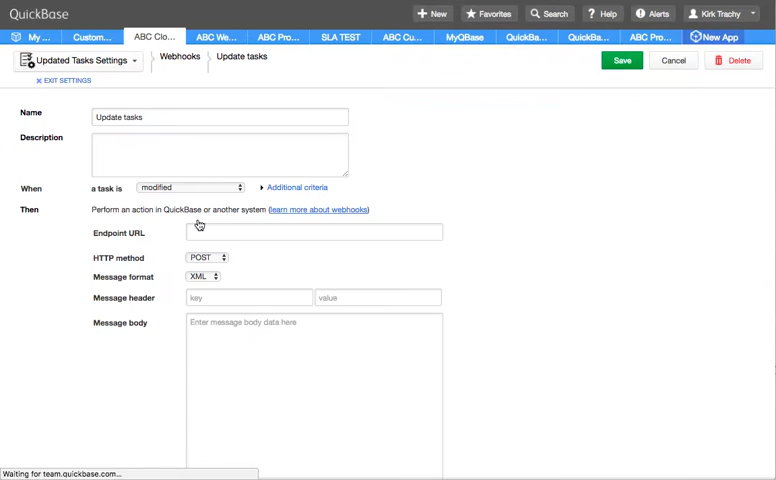 QuickBase
New Favorites Search Help Alerts Kirk Trachy
My ... Custom... ABC Clo... ABC We... ABC Pro... SLA TEST ABC Cu... MyQBase QuickBa... QuickBa... ABC Pro... New App
Updated Tasks Settings Webhooks Update tasks Save Cancel Delete
EXIT SETTINGS
Name Update tasks
Description
When a task is modified Additional criteria
Then Perform an action in QuickBase or another system (learn more about webhooks)
Endpoint URL
HTTP method POST
Message format XML
Message header key value
Message body Enter message body data here
Waiting for team.quickbase.com...